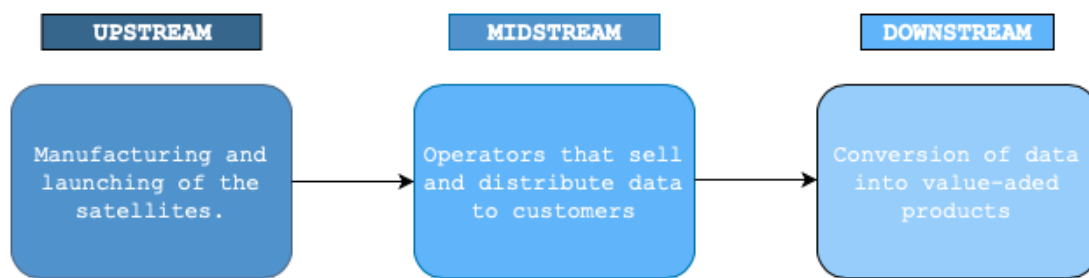 UPSTREAM
MIDSTREAM
DOWNSTREAM
Manufacturing and
launching of the
satellites.
Operators that sell
and distribute data
to customers
Conversion of data
into value-aded
products